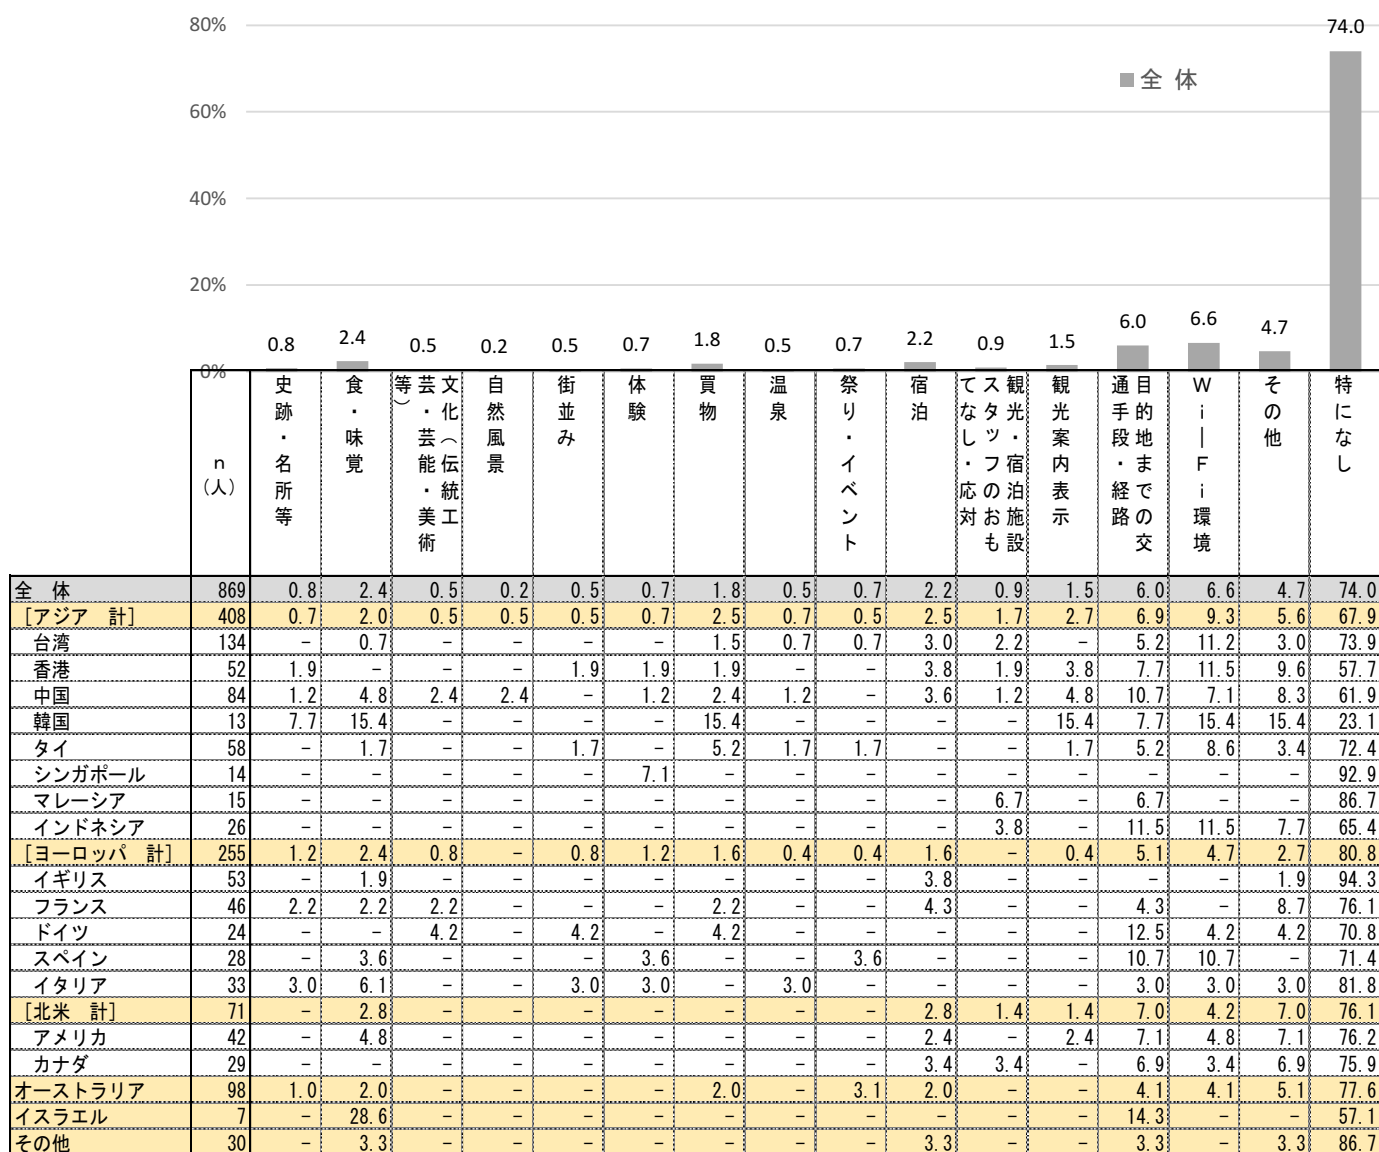 80%
74.0
■全 体
60%
40%
20%
0.8 2.4 0.5 0.2 0.5 0.7 1.8 0.5 0.7 2.2 0.9 1.5 6.0 6.6 4.7
0%
n
(人)
史跡・名所等
食・味覚
文化(伝統工
芸・芸能・美術
等)
自然風景
街並み
体験
買物
温泉
祭り・イベント
宿泊
観光・宿泊施設
スタッフのおも
てなし・応対
観光案内表示
目的地までの交
通手段・経路
Wi|Fi環境
その他
特になし
全 体 869 0.8 2.4 0.5 0.2 0.5 0.7 1.8 0.5 0.7 2.2 0.9 1.5 6.0 6.6 4.7 74.0
[アジア 計] 408 0.7 2.0 0.5 0.5 0.5 0.7 2.5 0.7 0.5 2.5 1.7 2.7 6.9 9.3 5.6 67.9
台湾 134 - 0.7 - - - - 1.5 0.7 0.7 3.0 2.2 - 5.2 11.2 3.0 73.9
香港 52 1.9 - - - 1.9 1.9 1.9 - - 3.8 1.9 3.8 7.7 11.5 9.6 57.7
中国 84 1.2 4.8 2.4 2.4 - 1.2 2.4 1.2 - 3.6 1.2 4.8 10.7 7.1 8.3 61.9
韓国 13 7.7 15.4 - - - - 15.4 - - - - 15.4 7.7 15.4 15.4 23.1
タイ 58 - 1.7 - - 1.7 - 5.2 1.7 1.7 - - 1.7 5.2 8.6 3.4 72.4
シンガポール 14 - - - - - 7.1 - - - - - - - - - 92.9
マレーシア 15 - - - - - - - - - - 6.7 - 6.7 - - 86.7
インドネシア 26 - - - - - - - - - - 3.8 - 11.5 11.5 7.7 65.4
[ヨーロッパ 計] 255 1.2 2.4 0.8 - 0.8 1.2 1.6 0.4 0.4 1.6 - 0.4 5.1 4.7 2.7 80.8
イギリス 53 - 1.9 - - - - - - - 3.8 - - - - 1.9 94.3
フランス 46 2.2 2.2 2.2 - - - 2.2 - - 4.3 - - 4.3 - 8.7 76.1
ドイツ 24 - - 4.2 - 4.2 - 4.2 - - - - - 12.5 4.2 4.2 70.8
スペイン 28 - 3.6 - - - 3.6 - - 3.6 - - - 10.7 10.7 - 71.4
イタリア 33 3.0 6.1 - - 3.0 3.0 - 3.0 - - - - 3.0 3.0 3.0 81.8
[北米 計] 71 - 2.8 - - - - - - - 2.8 1.4 1.4 7.0 4.2 7.0 76.1
アメリカ 42 - 4.8 - - - - - - - 2.4 - 2.4 7.1 4.8 7.1 76.2
カナダ 29 - - - - - - - - - 3.4 3.4 - 6.9 3.4 6.9 75.9
オーストラリア 98 1.0 2.0 - - - - 2.0 - 3.1 2.0 - - 4.1 4.1 5.1 77.6
イスラエル 7 - 28.6 - - - - - - - - - - 14.3 - - 57.1
その他 30 - 3.3 - - - - - - - 3.3 - - 3.3 - 3.3 86.7